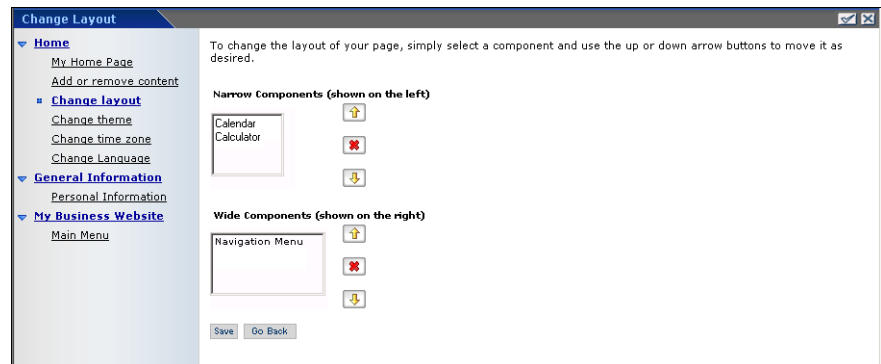 Change Layout
Home
My Home Page
Add or remove content
Change layout
Change theme
Change time zone
Change Language
General Information
Personal Information
My Business Website
Main Menu
To change the layout of your page, simply select a component and use the up or down arrow buttons to move it as
desired.
Narrow Components (shown on the left)
Calendar
Calculator
Wide Components (shown on the right)
Navigation Menu
Save Go Back